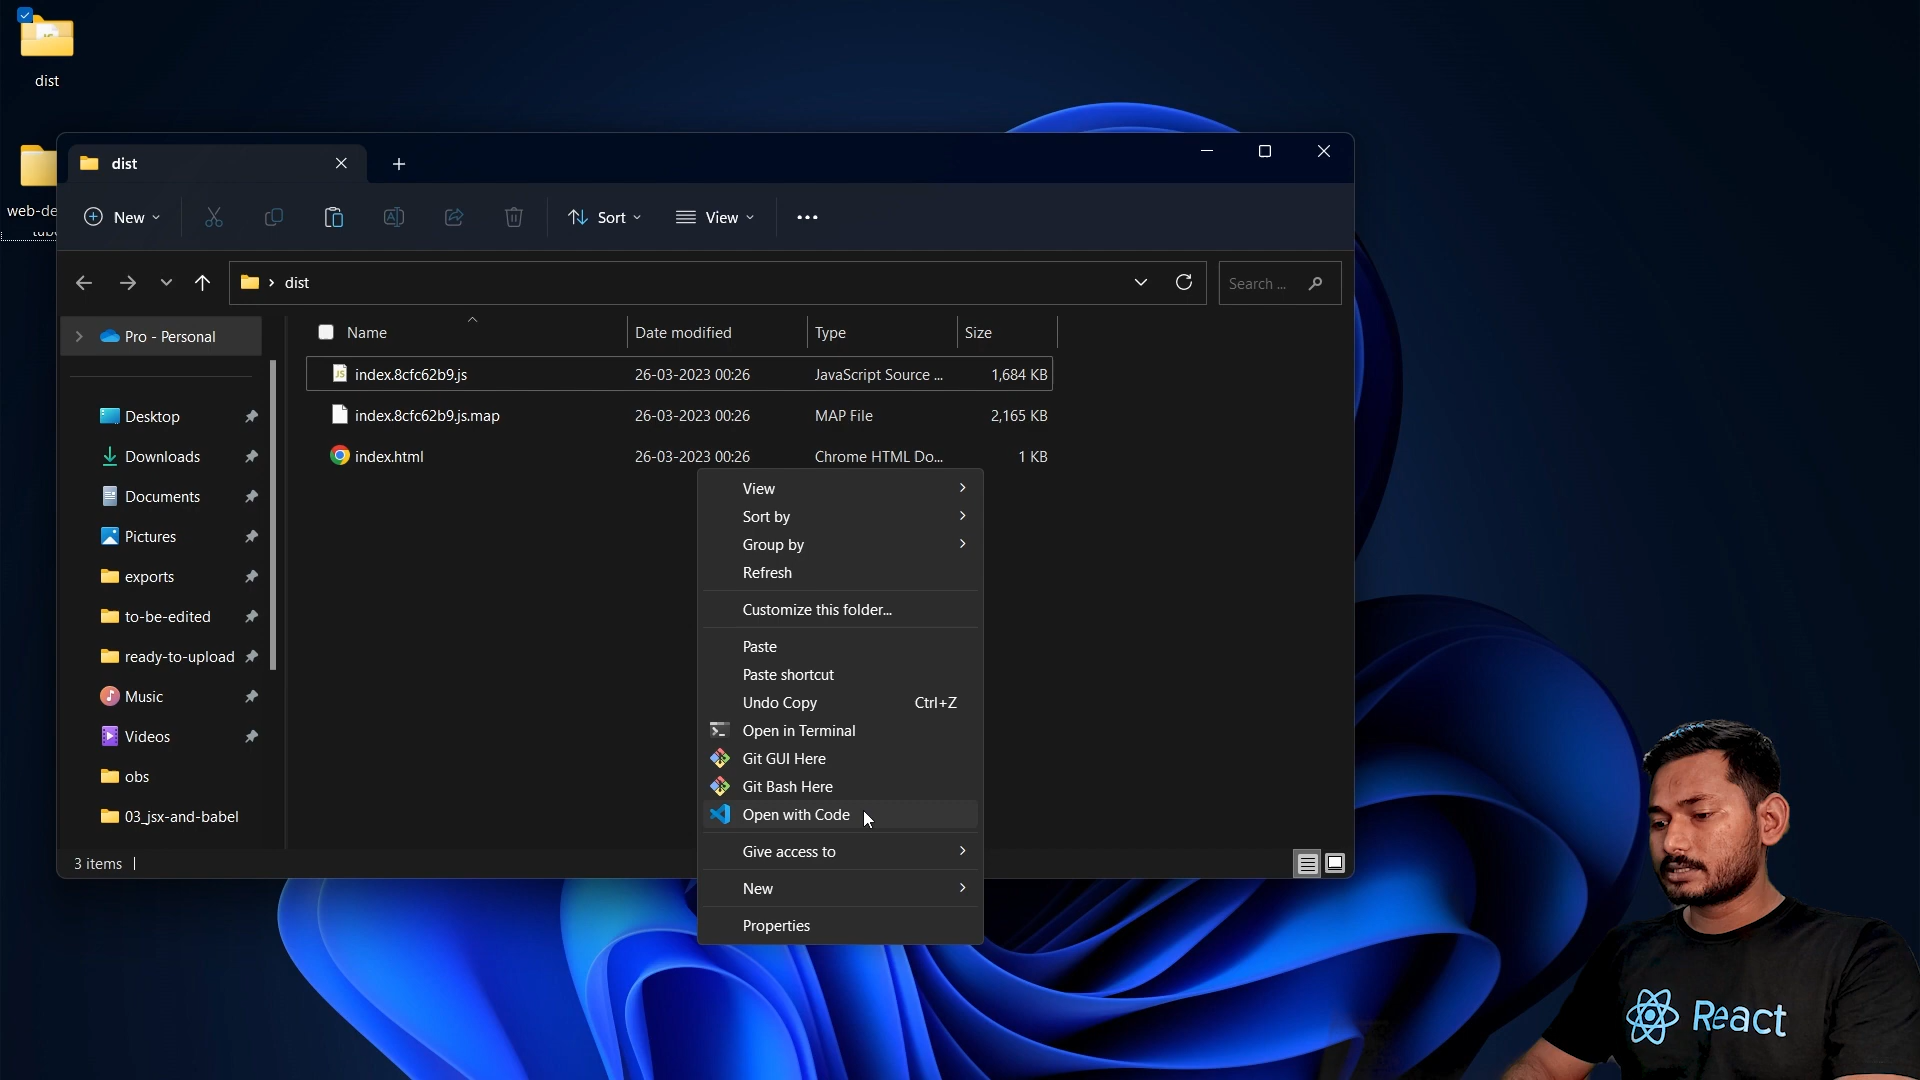 dist
web-de
dist
New
Sort
View
dist
Search ...
Pro - Personal
Desktop
Downloads
Documents
Pictures
exports
to-be-edited
ready-to-upload
Music
Videos
obs
03_jsx-and-babel
Name
Date modified
Type
Size
index.8cfc62b9.js
26-03-2023 00:26
JavaScript Source ...
1,684 KB
index.8cfc62b9.js.map
26-03-2023 00:26
MAP File
2,165 KB
index.html
26-03-2023 00:26
Chrome HTML Do...
1 KB
View
Sort by
Group by
Refresh
Customize this folder...
Paste
Paste shortcut
Undo Copy Ctrl+Z
Open in Terminal
Git GUI Here
Git Bash Here
Open with Code
Give access to
New
Properties
3 items
React